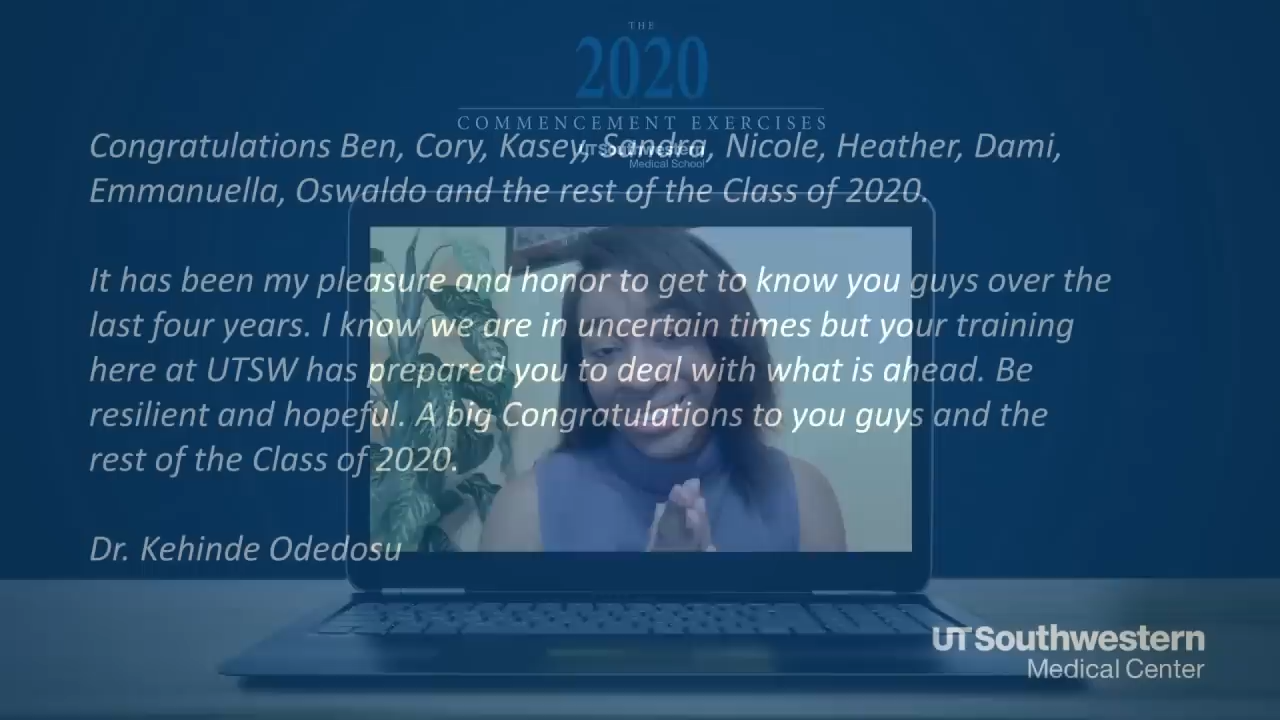 THE
2020
COMMENCEMENT EXERCISES
UT Southwestern
Medical School
Congratulations Ben, Cory, Kasey, Sandra, Nicole, Heather, Dami,
Emmanuella, Oswaldo and the rest of the Class of 2020.
It has been my pleasure and honor to get to know you guys over the
last four years. I know we are in uncertain times but your training
here at UTSW has prepared you to deal with what is ahead. Be
resilient and hopeful. A big Congratulations to you guys and the
rest of the Class of 2020.
Dr. Kehinde Odedosu
UT Southwestern
Medical Center